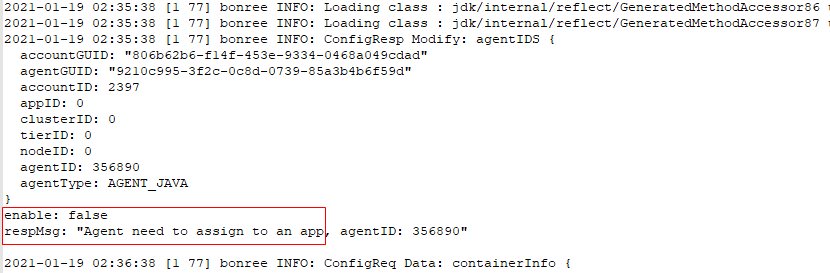 2021-01-19 02:35:38 [1 77] bonree INFO: Loading class : jdk/internal/reflect/GeneratedMethodAccessor86
2021-01-19 02:35:38 [1 77] bonree INFO: Loading class : jdk/internal/reflect/GeneratedMethodAccessor87
2021-01-19 02:35:38 [1 77] bonree INFO: ConfigResp Modify: agentIDS {
accountGUID: "806b62b6-f14f-453e-9334-0468a049cdad"
agentGUID: "9210c995-3f2c-0c8d-0739-85a3b4b6f59d"
accountID: 2397
appID: 0
clusterID: 0
tierID: 0
nodeID: 0
agentID: 356890
agentType: AGENT_JAVA
}
enable: false
respMsg: "Agent need to assign to an app, agentID: 356890"
2021-01-19 02:36:38 [1 77] bonree INFO: ConfigReq Data: containerInfo {